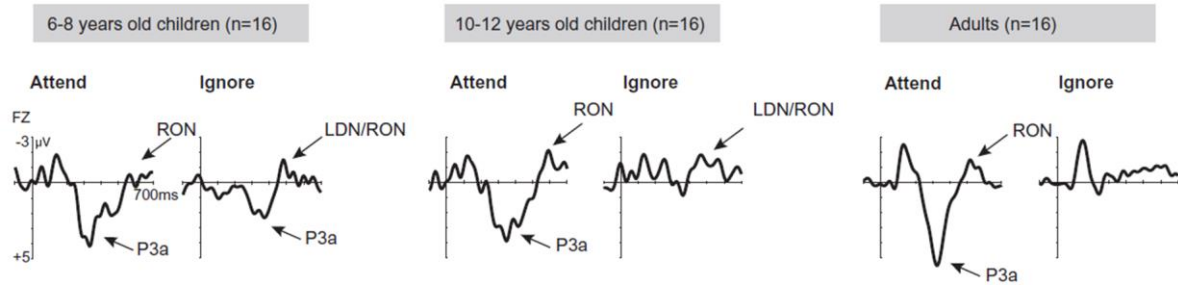 6-8 years old children (n=16)
10-12 years old children (n=16)
Adults (n=16)
Attend
Ignore
Attend
Ignore
Attend
Ignore
FZ
-3
μV
+5
700ms
RON
P3a
LDN/RON
P3a
RON
P3a
LDN/RON
RON
P3a